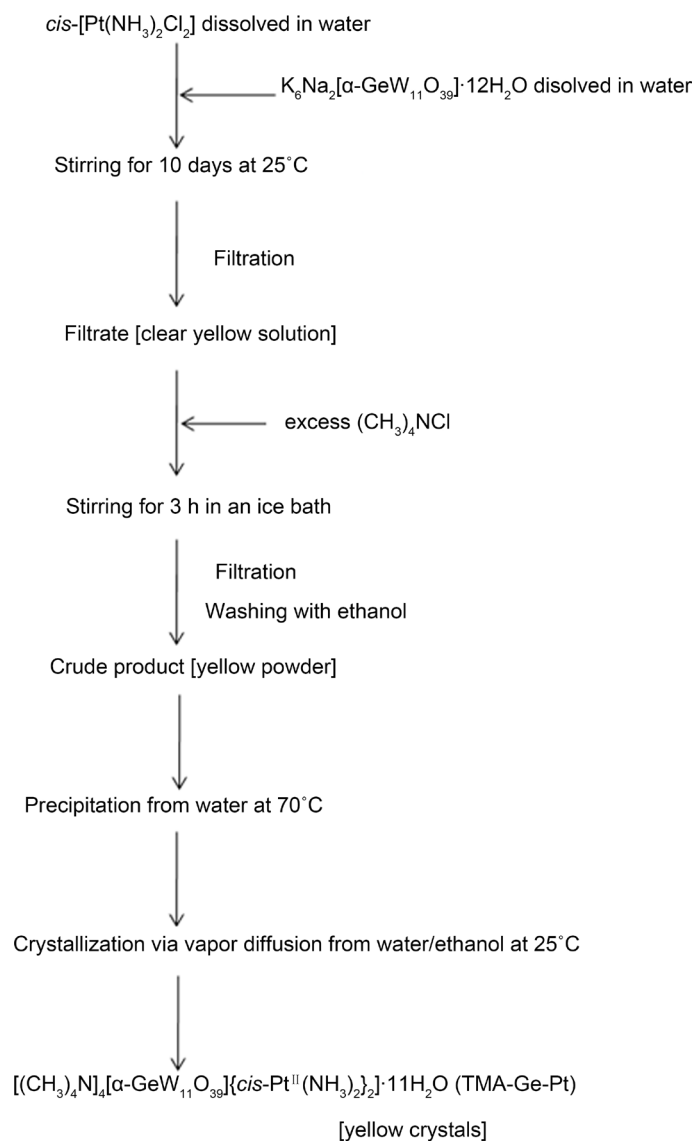 cis-[Pt(NH₃)₂Cl₂] dissolved in water
K₆Na₂[α-GeW₁₁O₃₉]·12H₂O disolved in water
Stirring for 10 days at 25˚C
Filtration
Filtrate [clear yellow solution]
excess (CH₃)₄NCl
Stirring for 3 h in an ice bath
Filtration
Washing with ethanol
Crude product [yellow powder]
Precipitation from water at 70˚C
Crystallization via vapor diffusion from water/ethanol at 25˚C
[(CH₃)₄N]₄[α-GeW₁₁O₃₉]{cis-Ptᴵᴵ(NH₃)₂}₂]·11H₂O (TMA-Ge-Pt)
[yellow crystals]